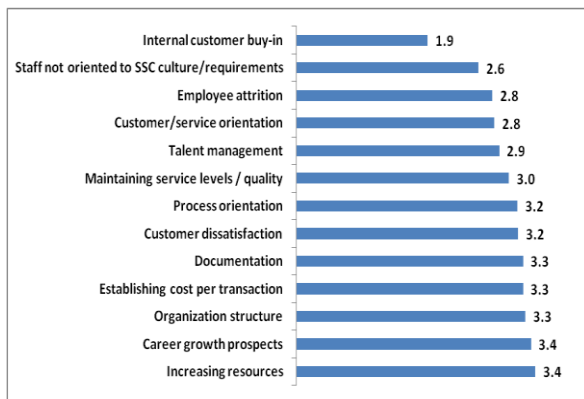 Internal customer buy-in 1.9
Staff not oriented to SSC culture/requirements 2.6
Employee attrition 2.8
Customer/service orientation 2.8
Talent management 2.9
Maintaining service levels / quality 3.0
Process orientation 3.2
Customer dissatisfaction 3.2
Documentation 3.3
Establishing cost per transaction 3.3
Organization structure 3.3
Career growth prospects 3.4
Increasing resources 3.4